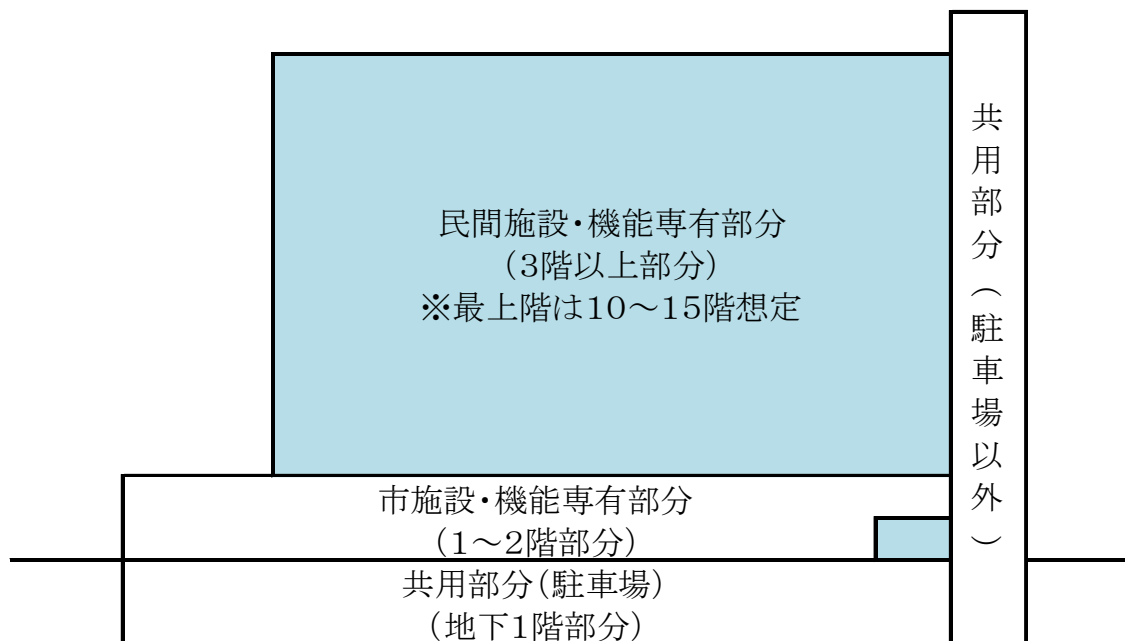 民間施設・機能専有部分
（3階以上部分）
※最上階は10～15階想定
共用部分（駐車場以外）
市施設・機能専有部分
（1～2階部分）
共用部分（駐車場）
（地下1階部分）